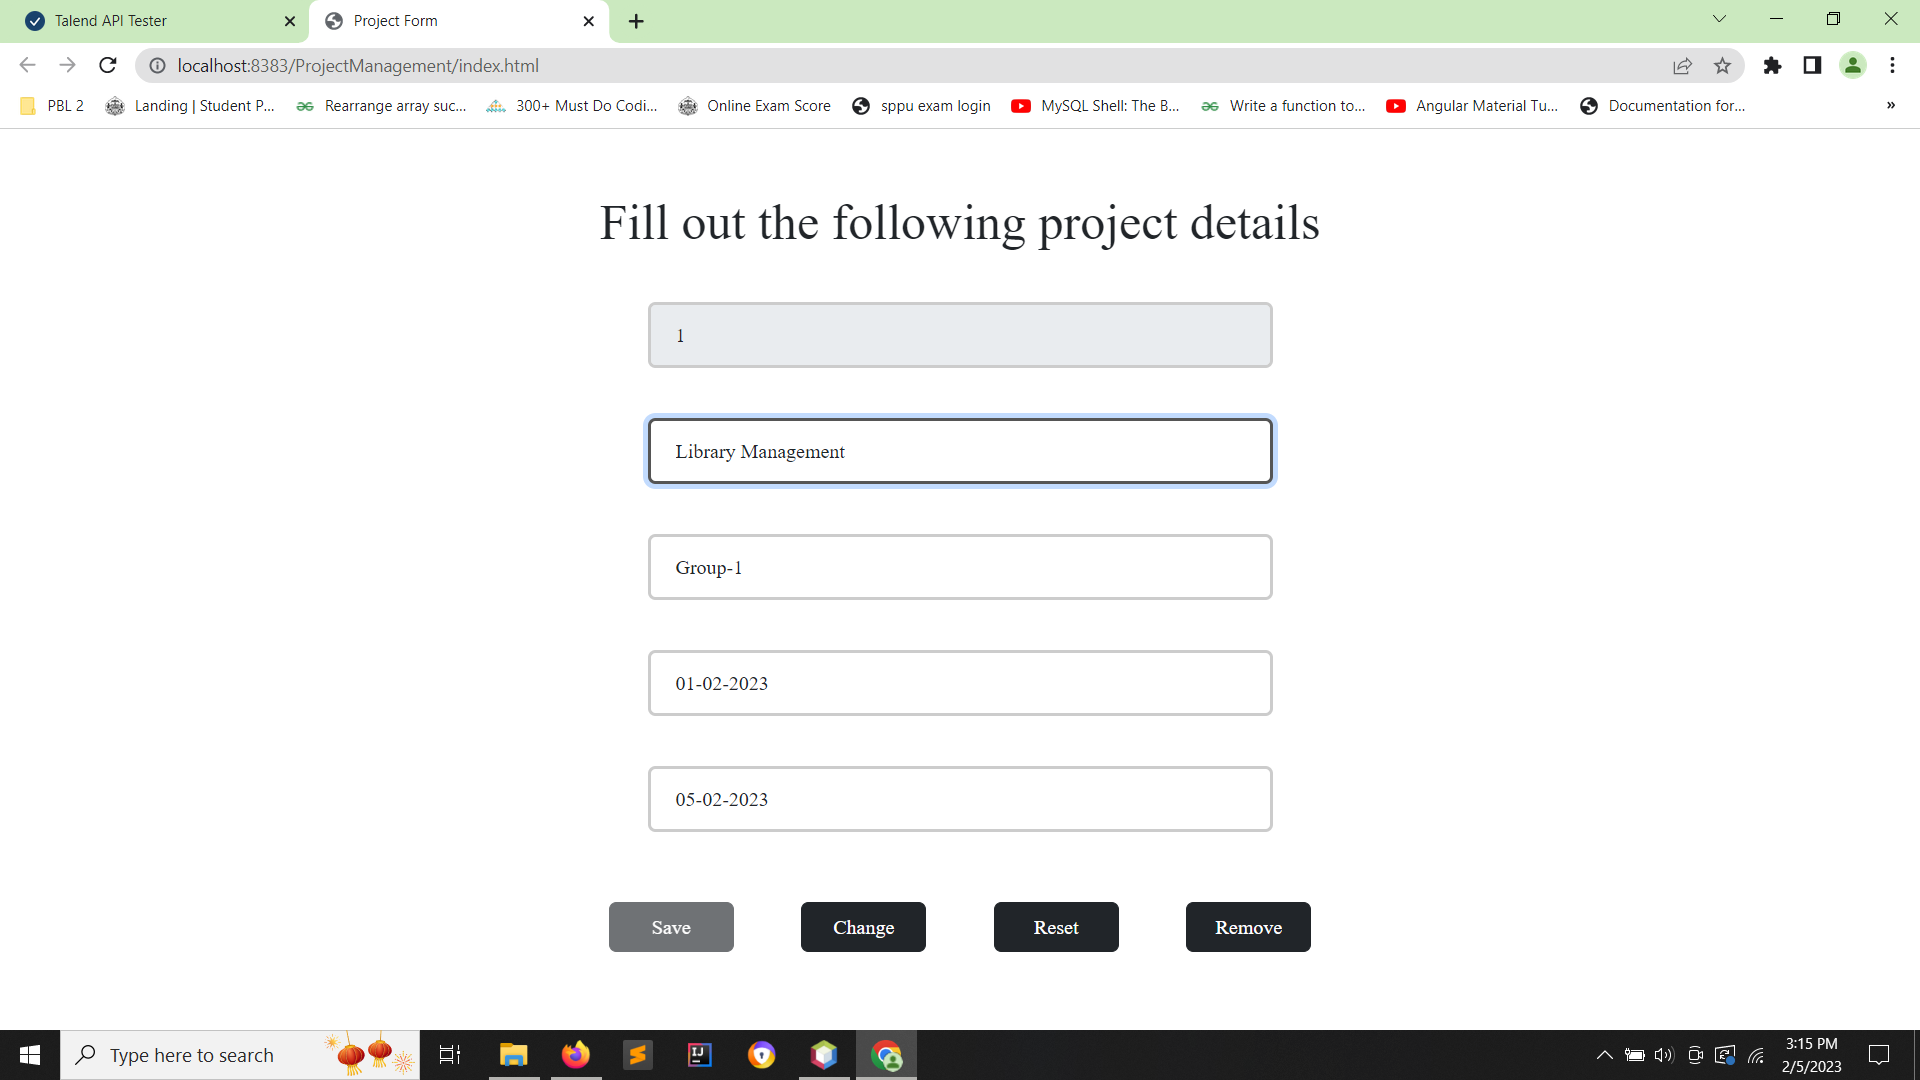 Talend API Tester
Project Form
localhost:8383/ProjectManagement/index.html
PBL 2
Landing | Student P...
Rearrange array suc...
300+ Must Do Codi...
Online Exam Score
sppu exam login
MySQL Shell: The B...
Write a function to...
Angular Material Tu...
Documentation for...
»
Fill out the following project details
1
Library Management
Group-1
01-02-2023
05-02-2023
Save
Change
Reset
Remove
Type here to search
3:15 PM
2/5/2023